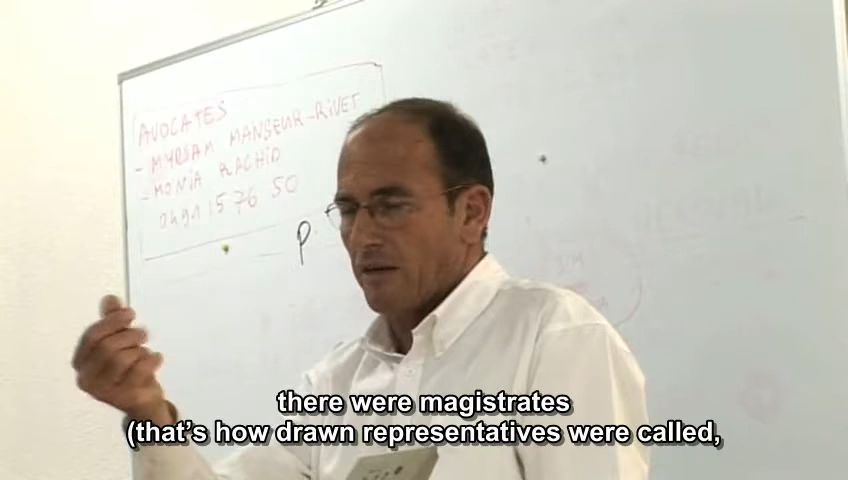 AVOCATES
- MYRIAM MANSEUR-RIVET
- MONIA RACHID
0491 15 76 50
P
there were magistrates
(that's how drawn representatives were called,